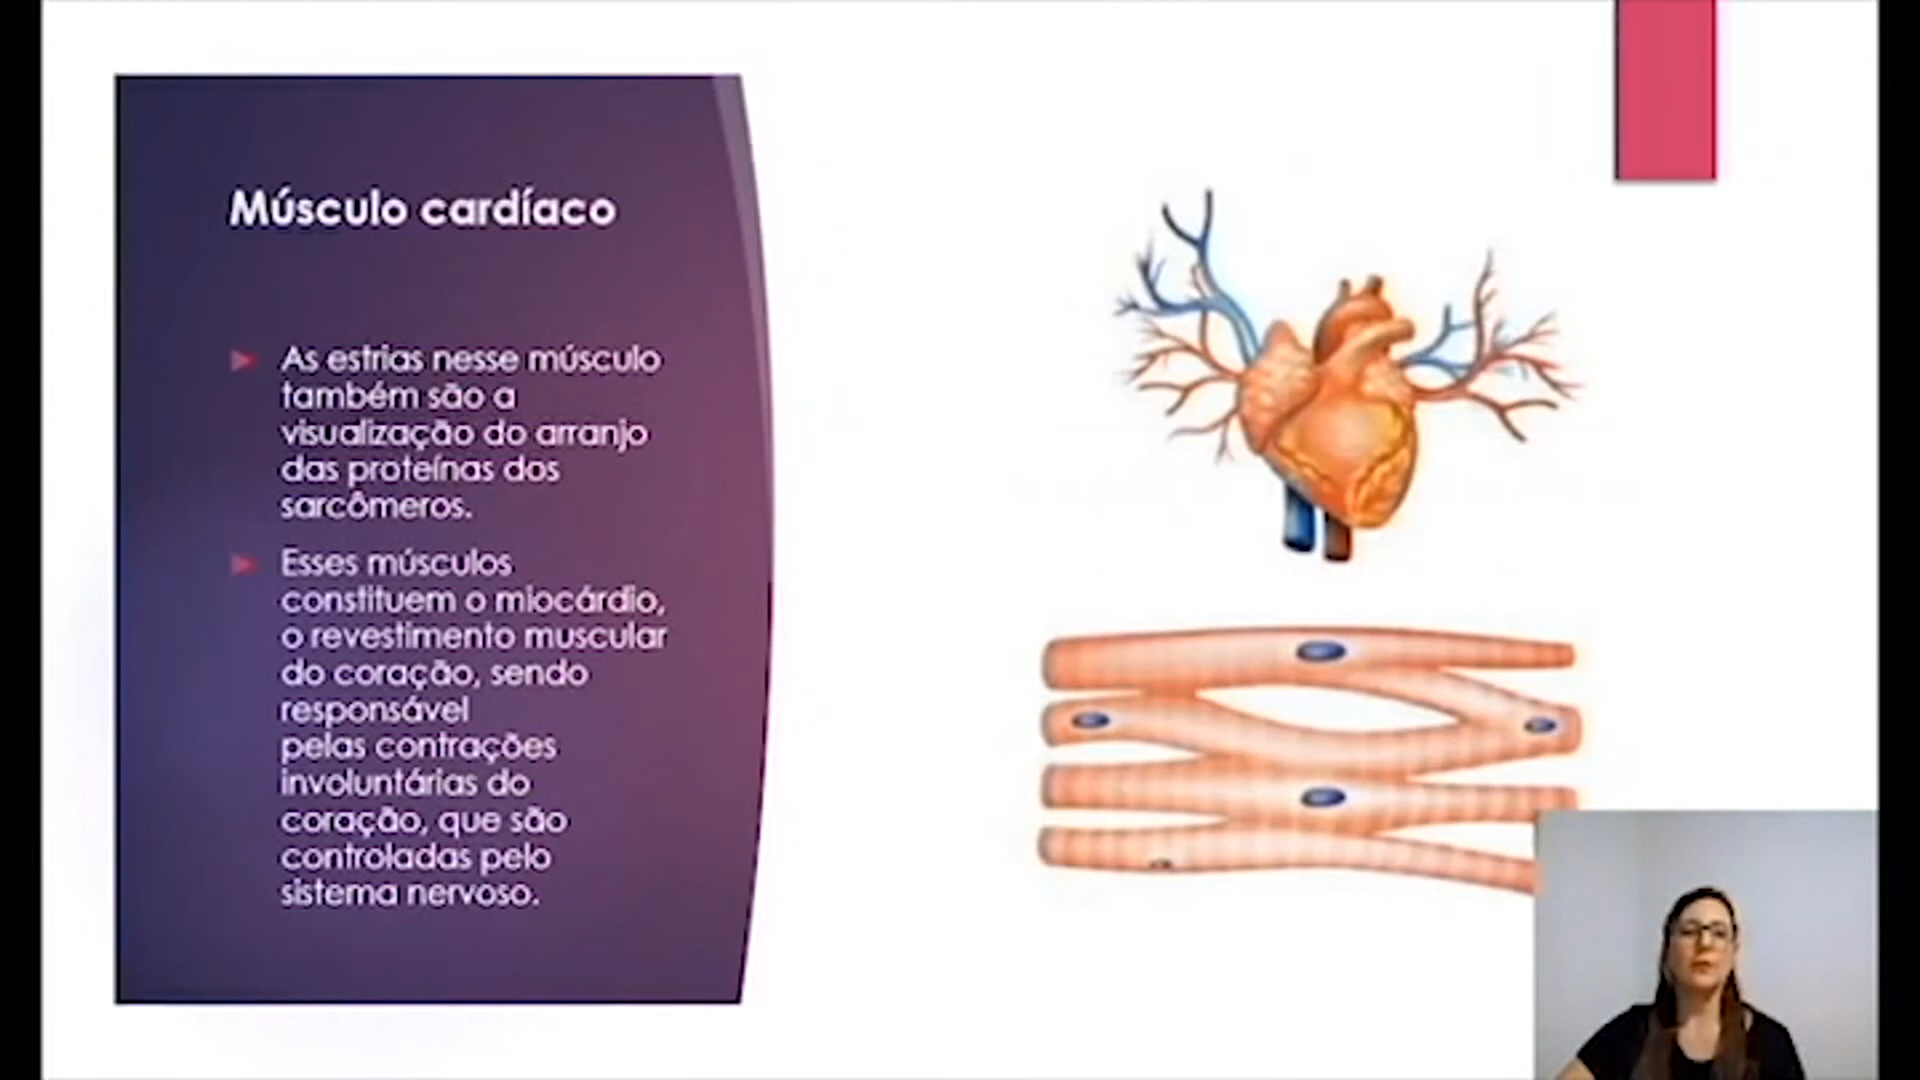 Músculo cardíaco
As estrias nesse músculo
também são a
visualização do arranjo
das proteínas dos
sarcômeros.
Esses músculos
constituem o miocárdio,
o revestimento muscular
do coração, sendo
responsável
pelas contrações
involuntárias do
coração, que são
controladas pelo
sistema nervoso.